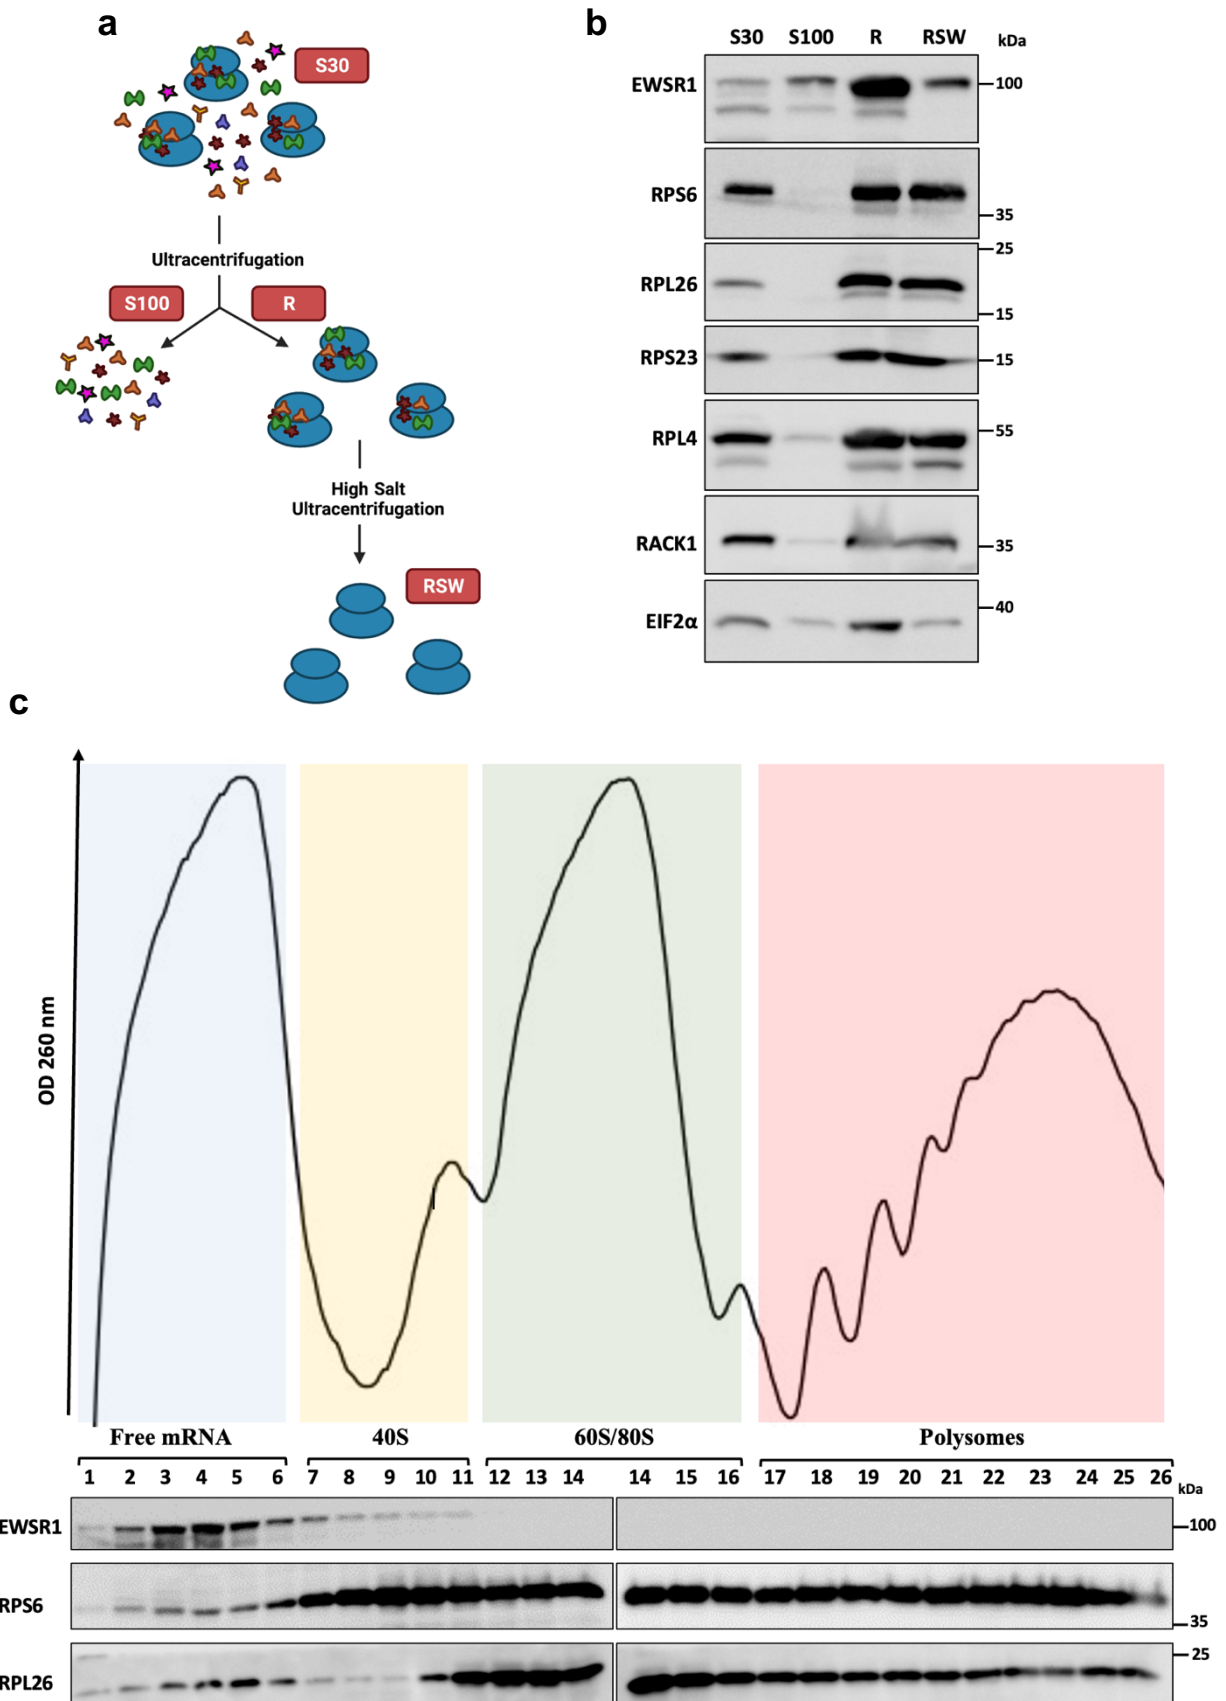 a
S30
Ultracentrifugation
S100
R
High Salt
Ultracentrifugation
RSW
b
S30 S100 R RSW kDa
EWSR1 100
RPS6 35
25
RPL26 15
RPS23 15
RPL4 55
RACK1 35
EIF2α 40
c
OD 260 nm
Free mRNA 40S 60S/80S Polysomes
1 2 3 4 5 6 7 8 9 10 11 12 13 14 14 15 16 17 18 19 20 21 22 23 24 25 26
kDa
EWSR1 100
RPS6 35
25
RPL26